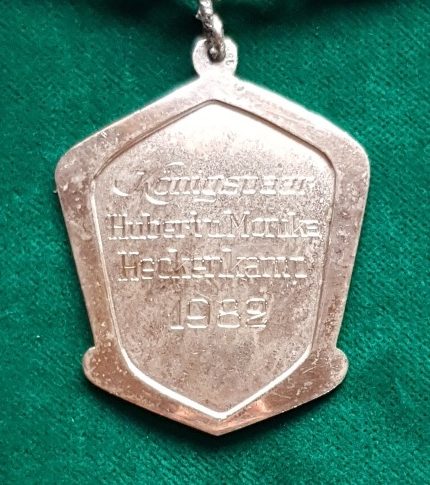 Königspaar
Hubert u Monika
Heckenkamp
1982